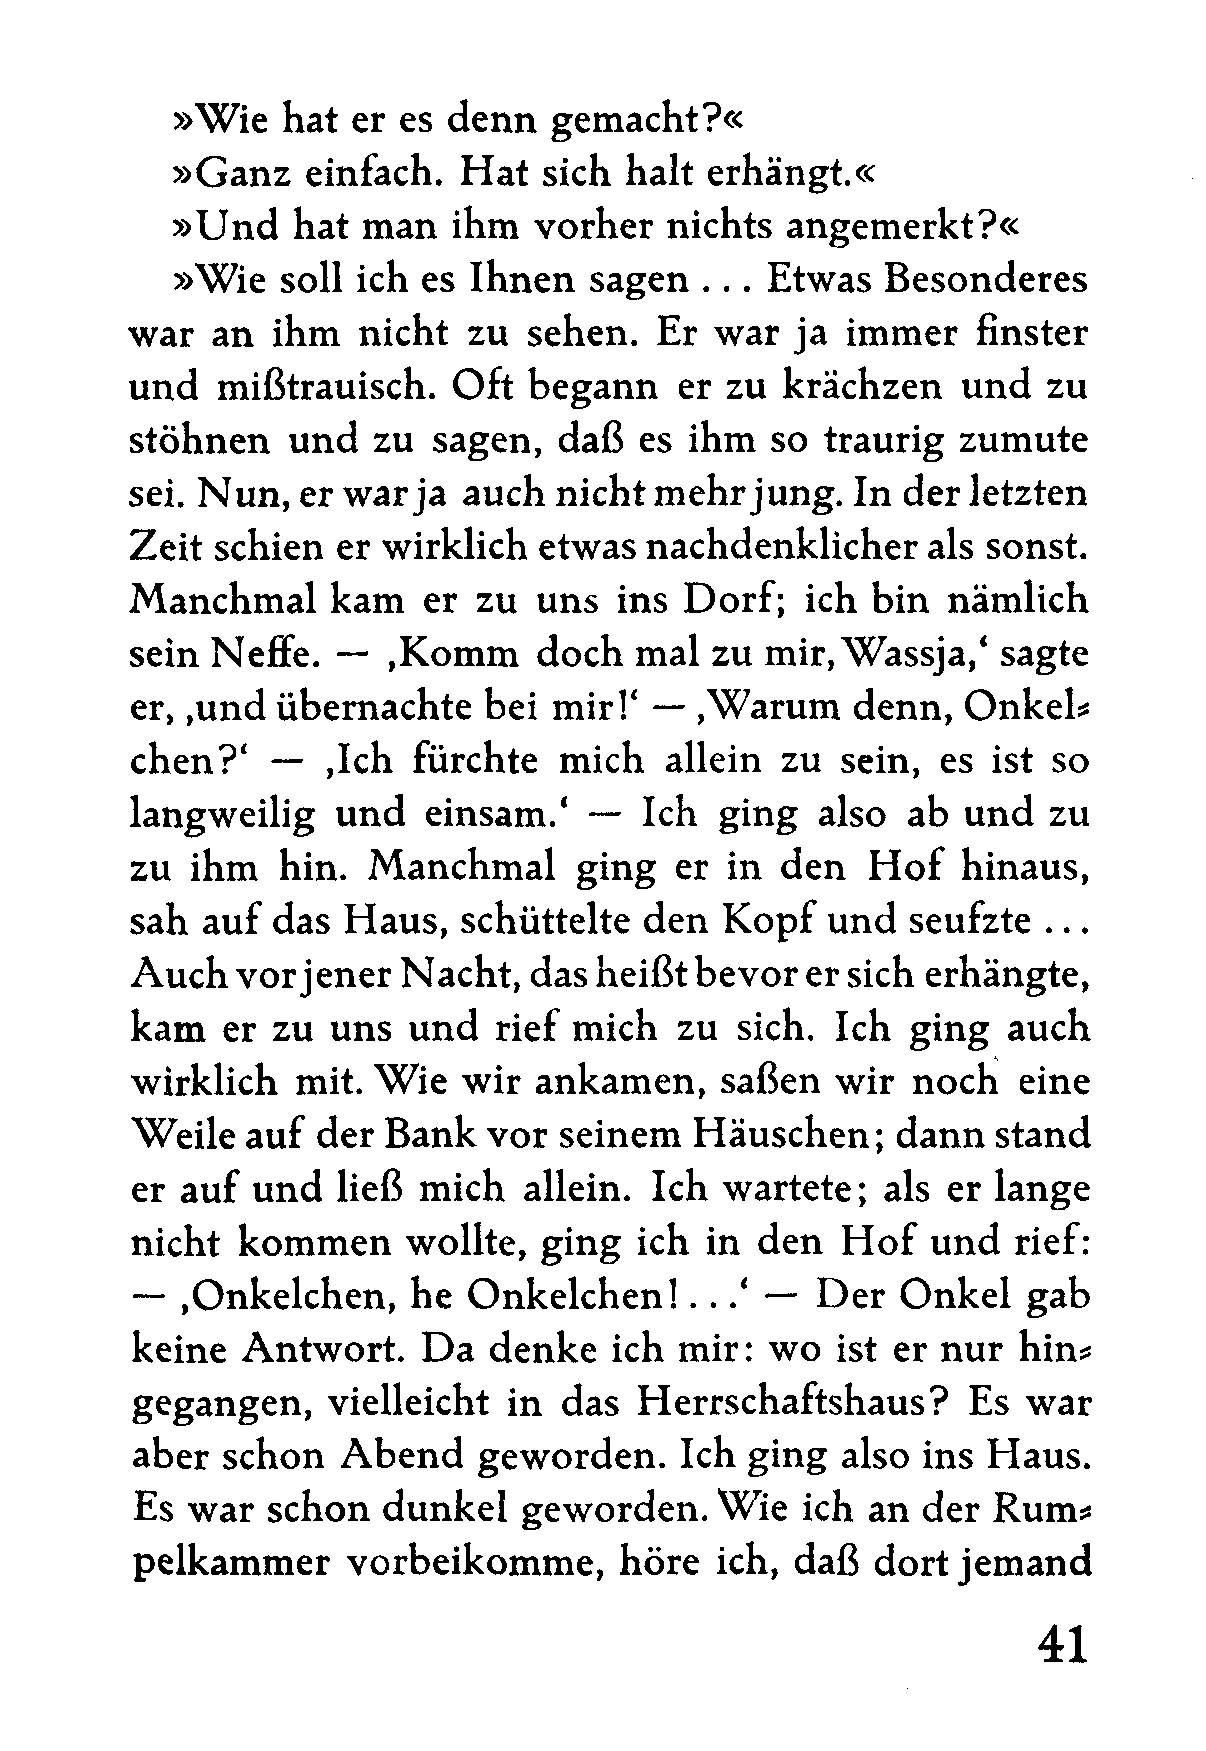 »Wie hat er es denn gemacht?«
»Ganz einfach. Hat sich halt erhängt.«
»Und hat man ihm vorher nichts angemerkt?«
»Wie soll ich es Ihnen sagen ... Etwas Besonderes
war an ihm nicht zu sehen. Er war ja immer finster
und mißtrauisch. Oft begann er zu krächzen und zu
stöhnen und zu sagen, daß es ihm so traurig zumute
sei. Nun, er war ja auch nicht mehr jung. In der letzten
Zeit schien er wirklich etwas nachdenklicher als sonst.
Manchmal kam er zu uns ins Dorf; ich bin nämlich
sein Neffe. — ‚Komm doch mal zu mir, Wassja,‘ sagte
er, ‚und übernachte bei mir!‘ — ‚Warum denn, Onkel⸗
chen?‘ — ‚Ich fürchte mich allein zu sein, es ist so
langweilig und einsam.‘ — Ich ging also ab und zu
zu ihm hin. Manchmal ging er in den Hof hinaus,
sah auf das Haus, schüttelte den Kopf und seufzte ...
Auch vor jener Nacht, das heißt bevor er sich erhängte,
kam er zu uns und rief mich zu sich. Ich ging auch
wirklich mit. Wie wir ankamen, saßen wir noch eine
Weile auf der Bank vor seinem Häuschen; dann stand
er auf und ließ mich allein. Ich wartete; als er lange
nicht kommen wollte, ging ich in den Hof und rief:
— ‚Onkelchen, he Onkelchen! ...‘ — Der Onkel gab
keine Antwort. Da denke ich mir: wo ist er nur hin⸗
gegangen, vielleicht in das Herrschaftshaus? Es war
aber schon Abend geworden. Ich ging also ins Haus.
Es war schon dunkel geworden. Wie ich an der Rum⸗
pelkammer vorbeikomme, höre ich, daß dort jemand
41